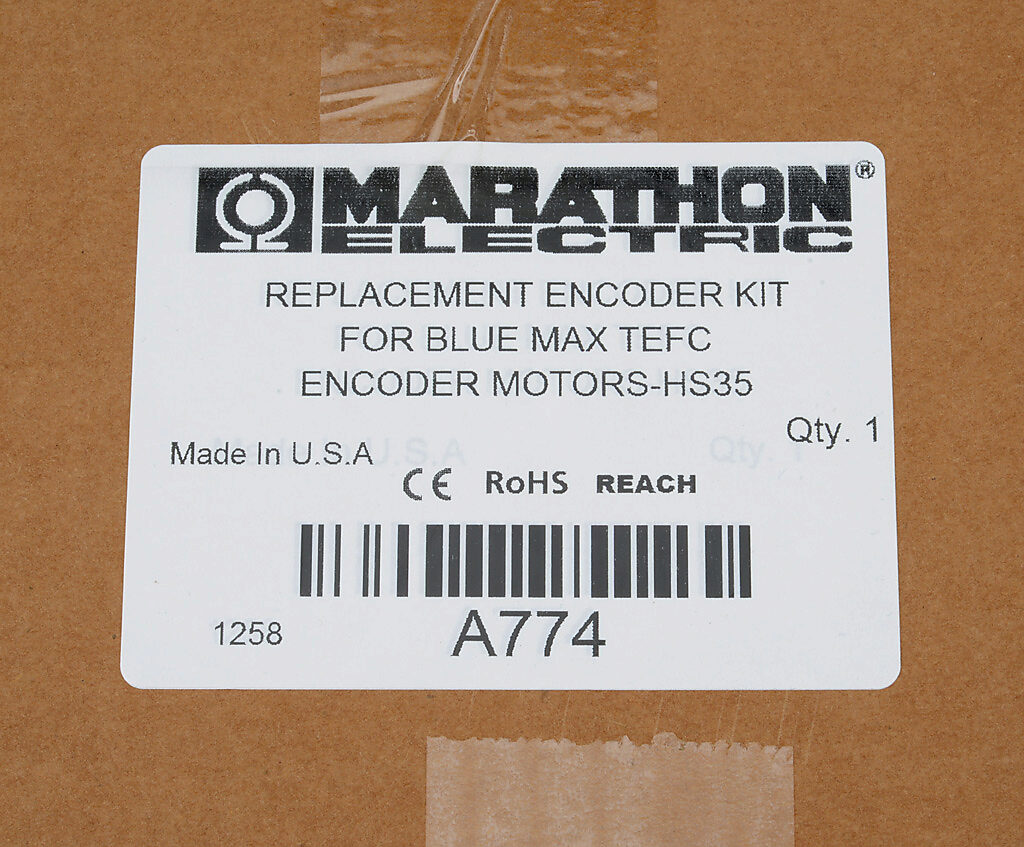 MARATHON®
ELECTRIC
REPLACEMENT ENCODER KIT
FOR BLUE MAX TEFC
ENCODER MOTORS-HS35
Qty. 1
Made In U.S.A
CE RoHS REACH
A774
1258